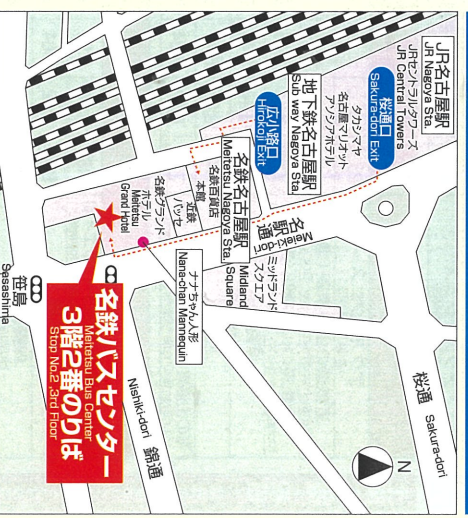 JR名古屋駅
JR Nagoya Sta.
JRセントラルタワーズ
JR Central Towers
桜通口
Sakura-dori Exit
タカシマヤ
名古屋マリオット
アソシアホテル
地下鉄名古屋駅
Sub way Nagoya Sta.
広小路口
Hirokoji Exit
名鉄名古屋駅
Meitetsu Nagoya Sta.
名鉄百貨店
本館
近鉄
パッセ
名鉄グランド
ホテル
Meitetsu
Grand Hotel
名駅通
Meieki-dori
ミッドランド
スクエア
Midland
Square
ナナちゃん人形
Nana-chan Mannequin
桜通 Sakura-dori
N
名鉄バスセンター
Meitetsu Bus Center
3階2番のりば
Stop No.2 ,3rd Floor
Nishiki-dori 錦通
笹島
Sasashima